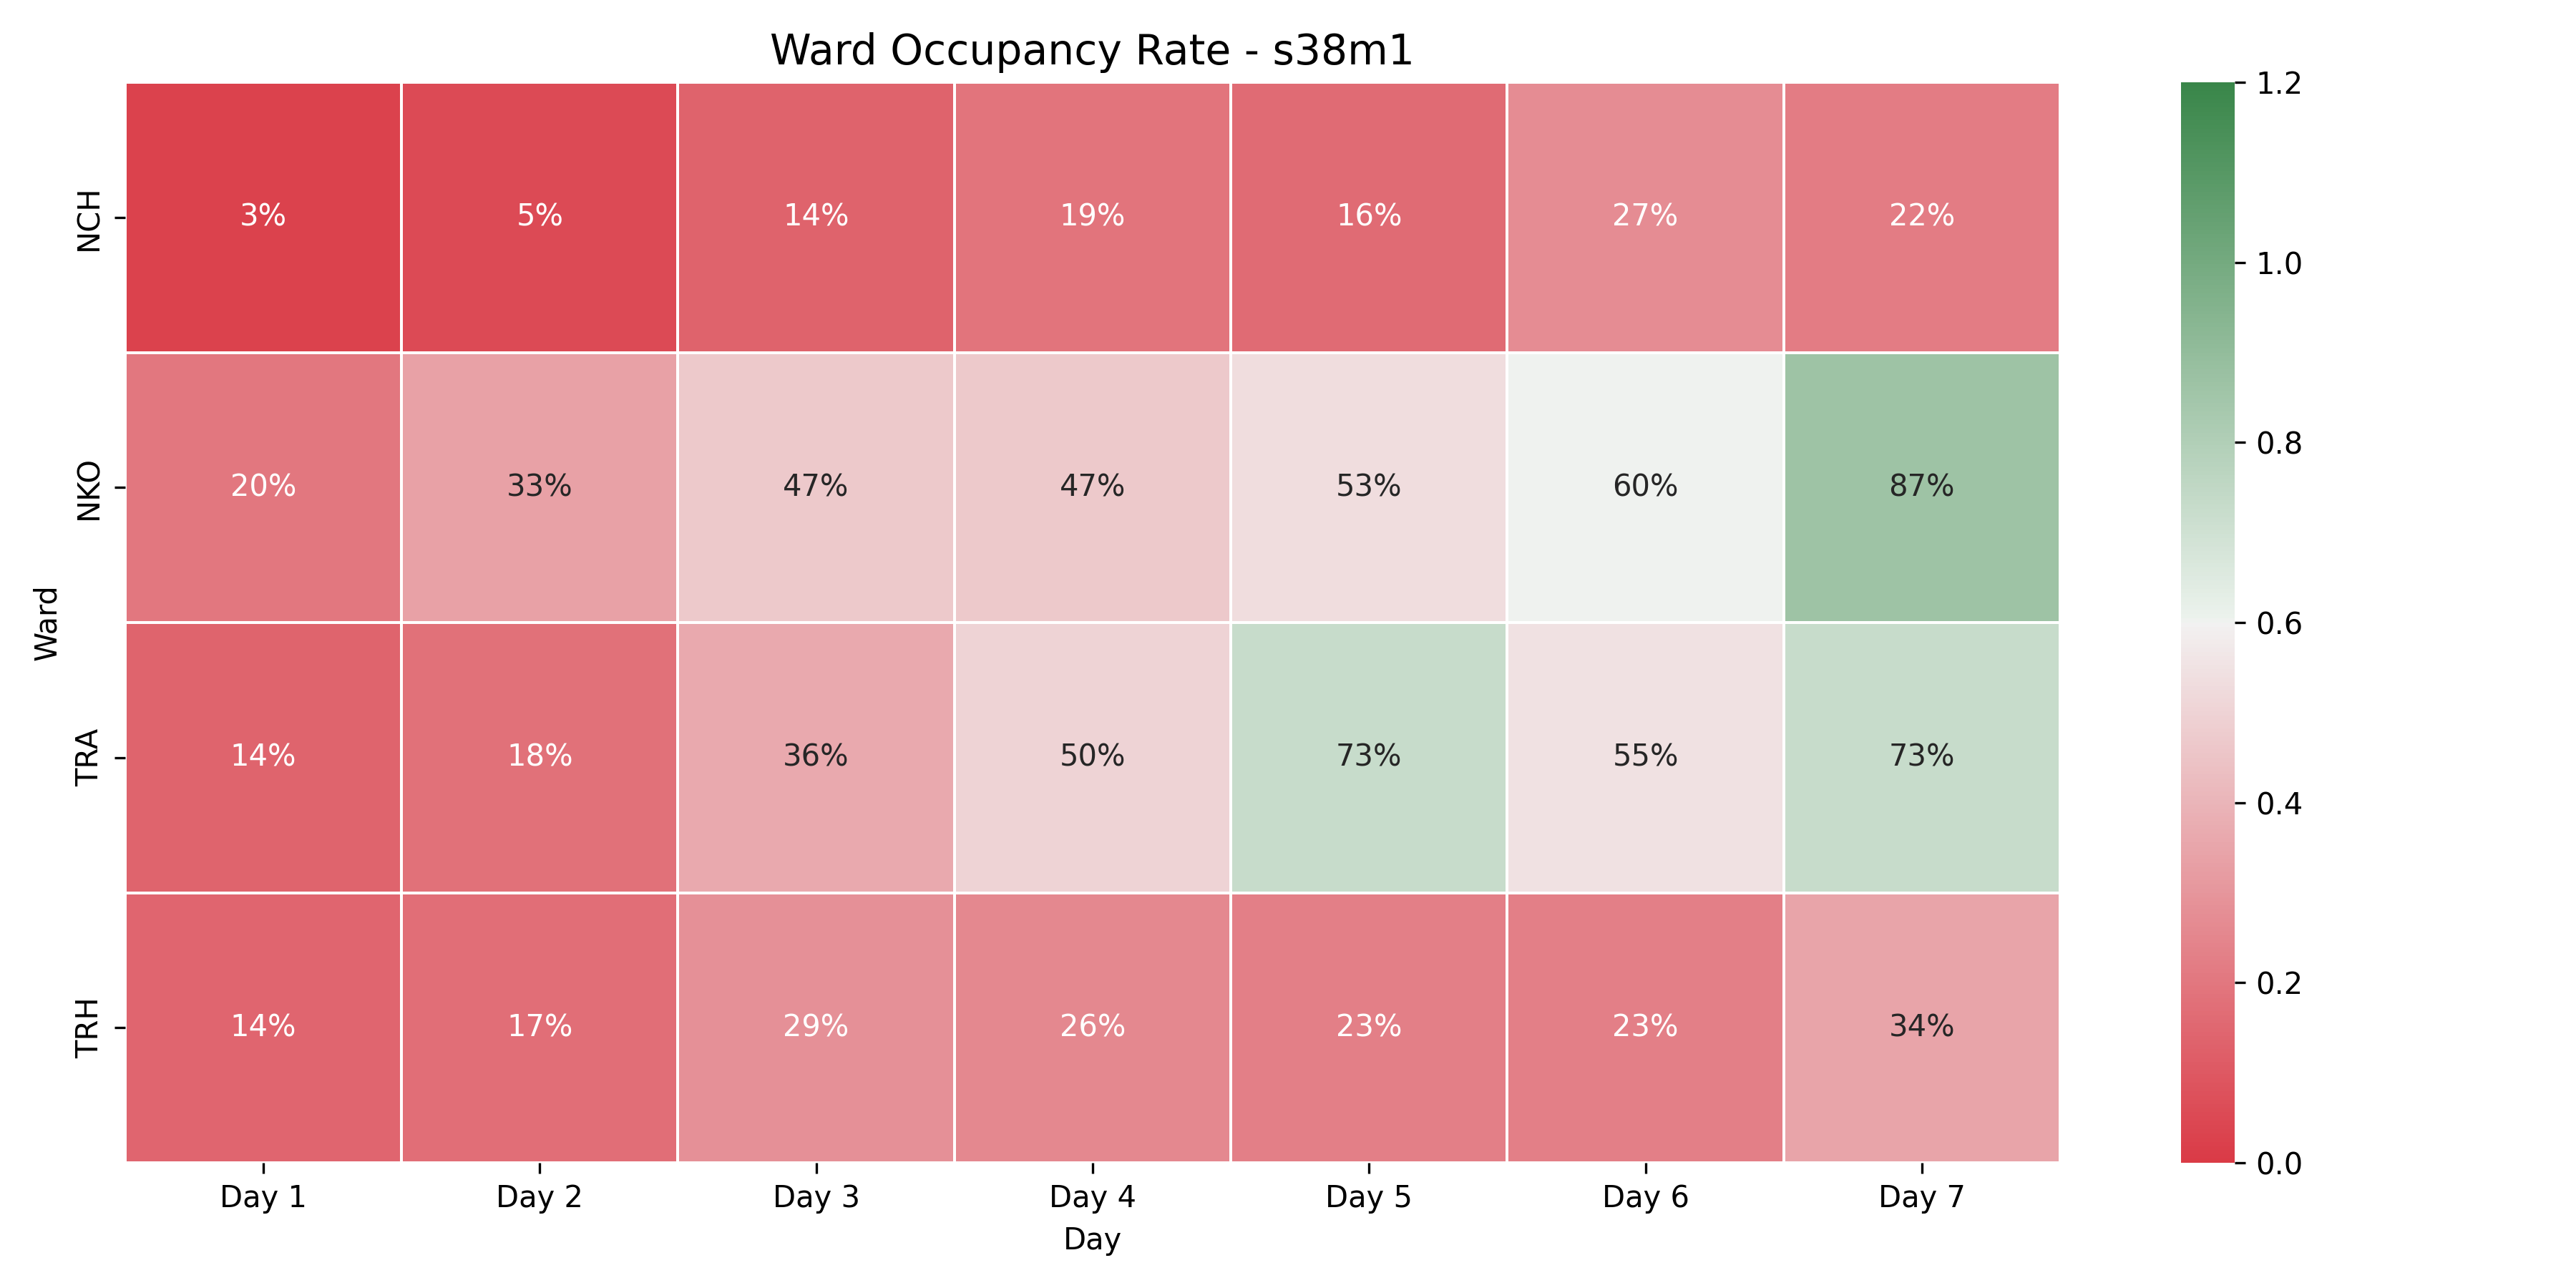 Ward Occupancy Rate - s38m1
NCH 3% 5% 14% 19% 16% 27% 22%
NKO 20% 33% 47% 47% 53% 60% 87%
TRA 14% 18% 36% 50% 73% 55% 73%
TRH 14% 17% 29% 26% 23% 23% 34%
Ward
Day 1 Day 2 Day 3 Day 4 Day 5 Day 6 Day 7
Day
1.2
1.0
0.8
0.6
0.4
0.2
0.0